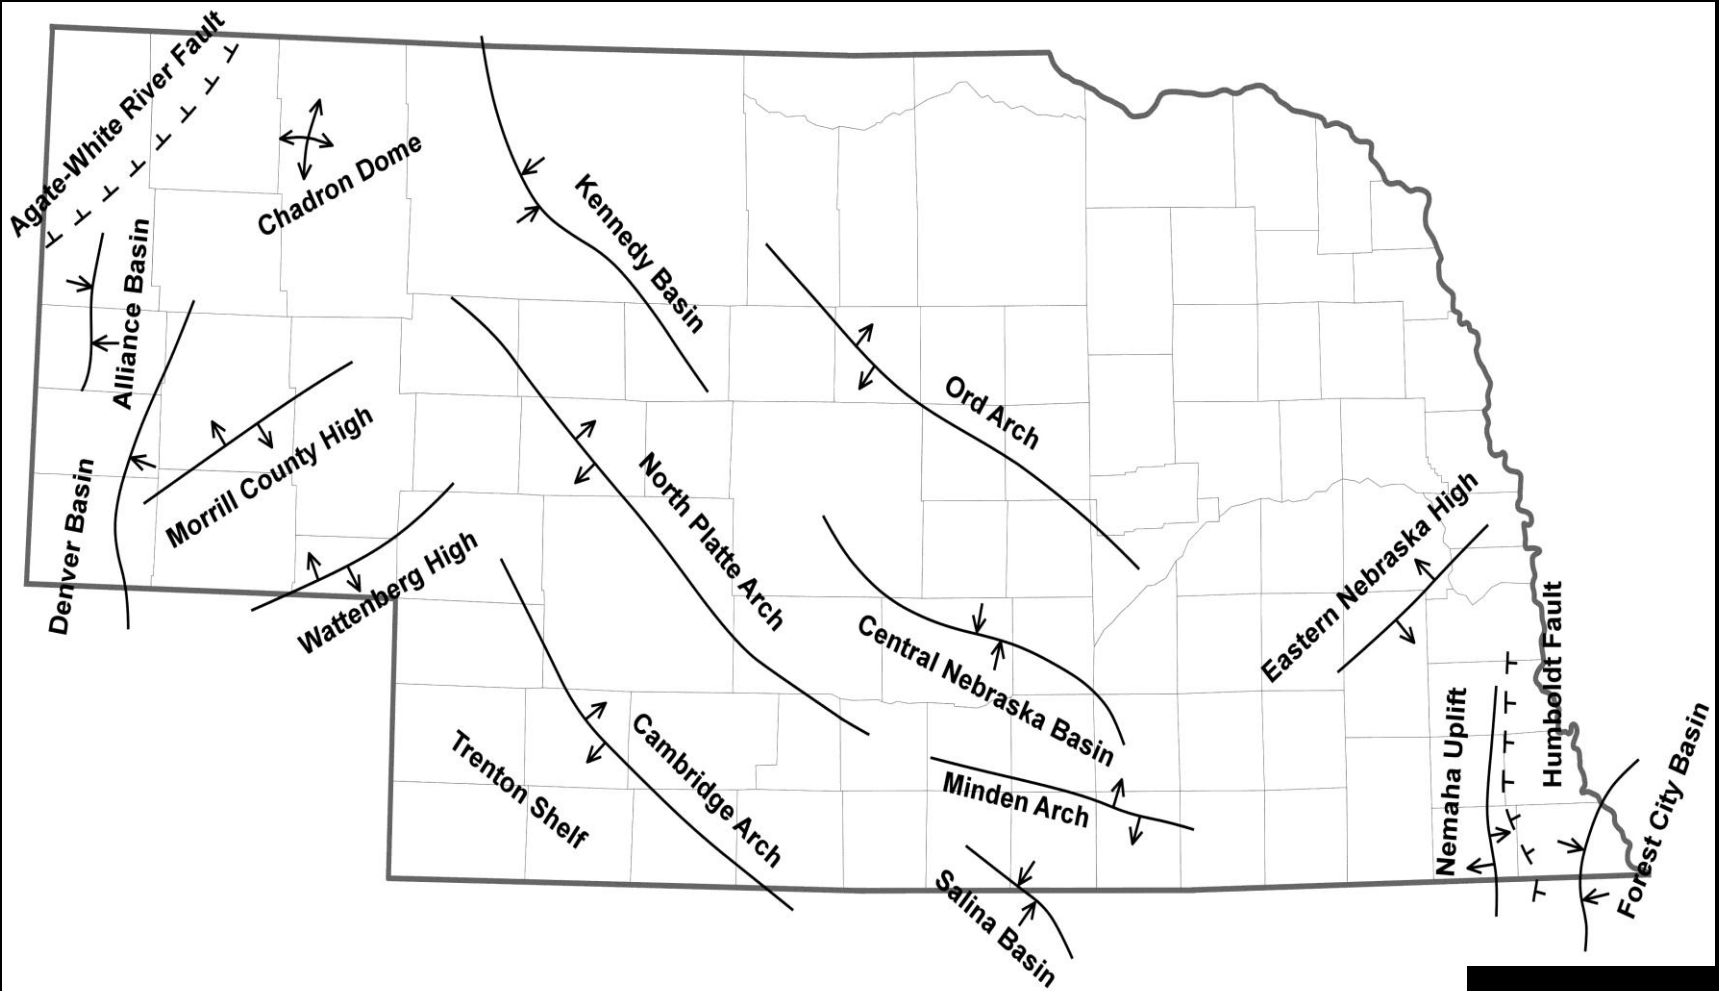 Agate-White River Fault
Chadron Dome
Kennedy Basin
Alliance Basin
Ord Arch
Morrill County High
Denver Basin
North Platte Arch
Wattenberg High
Eastern Nebraska High
Central Nebraska Basin
Humboldt Fault
Nemaha Uplift
Cambridge Arch
Trenton Shelf
Minden Arch
Forest City Basin
Salina Basin